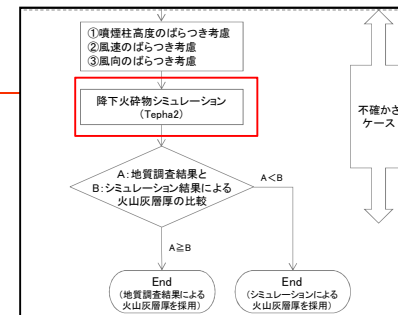 ①噴煙柱高度のばらつき考慮
②風速のばらつき考慮
③風向のばらつき考慮
降下火砕物シミュレーション
(Tepha2)
不確かさ
ケース
A:地質調査結果と
B:シミュレーション結果による
火山灰層厚の比較
A<B
A≧B
End
(地質調査結果による
火山灰層厚を採用)
End
(シミュレーションによる
火山灰層厚を採用)